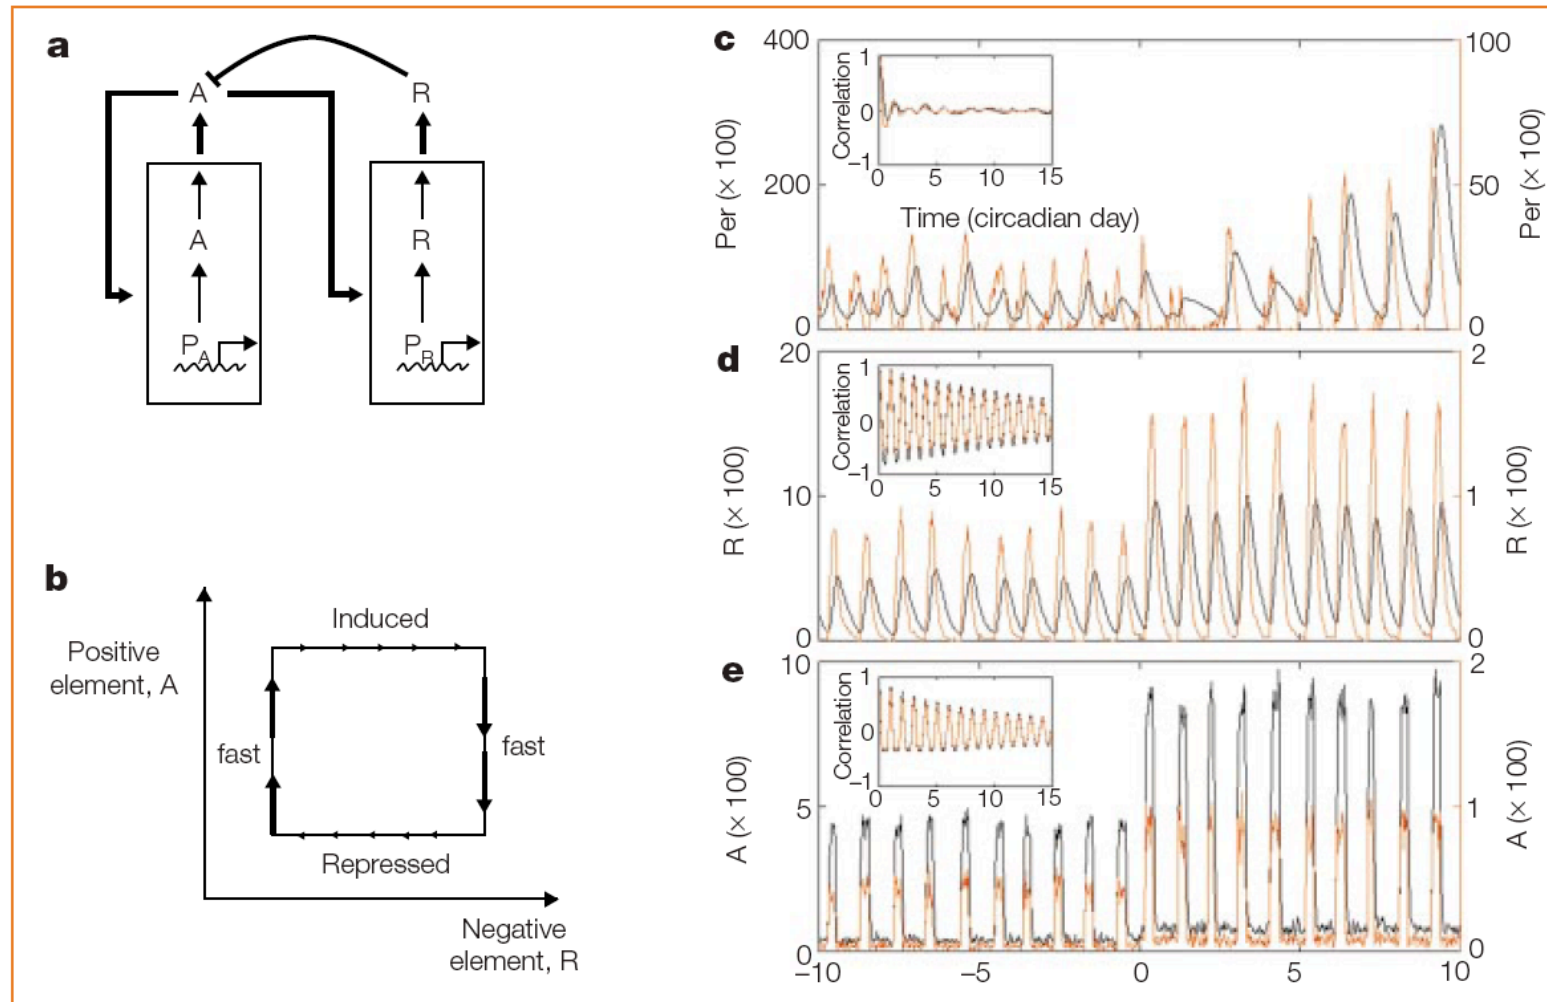 a
A
R
A
R
P_A
P_R
b
Positive
element, A
Induced
fast
fast
Repressed
Negative
element, R
c
400
200
0
Per (× 100)
100
50
0
Per (× 100)
Correlation
1
0
–1
0 5 10 15
Time (circadian day)
d
20
10
0
R (× 100)
2
1
0
R (× 100)
Correlation
1
0
–1
0 5 10 15
e
10
5
0
A (× 100)
2
1
0
A (× 100)
Correlation
1
0
–1
0 5 10 15
–10 –5 0 5 10